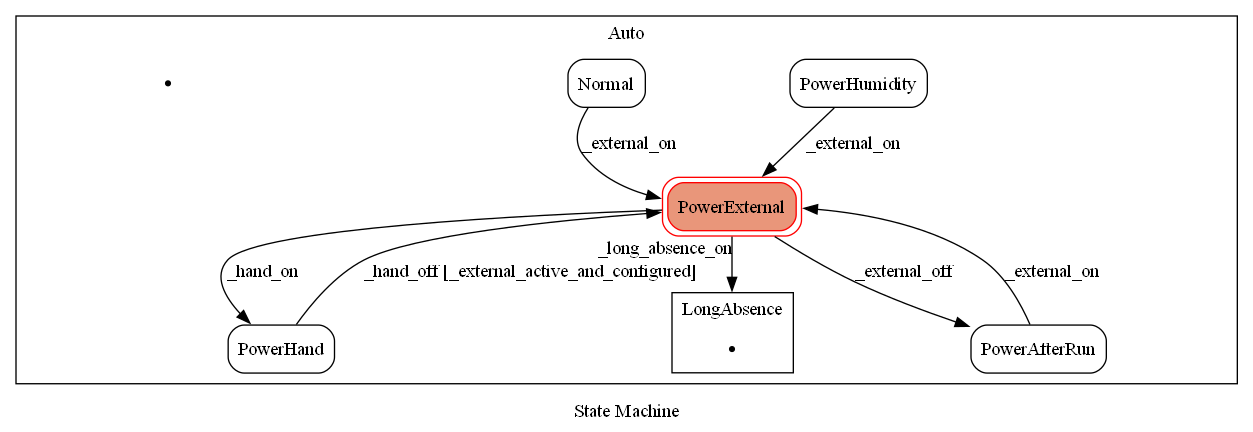 Auto
Normal
PowerHumidity
_external_on
_external_on
PowerExternal
_long_absence_on
_hand_on
_hand_off [_external_active_and_configured]
_external_off
_external_on
LongAbsence
PowerHand
PowerAfterRun
State Machine